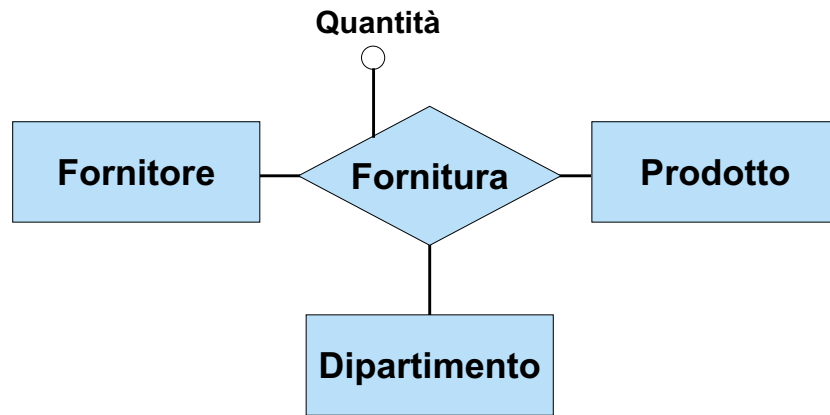 Quantità
Fornitore
Fornitura
Prodotto
Dipartimento